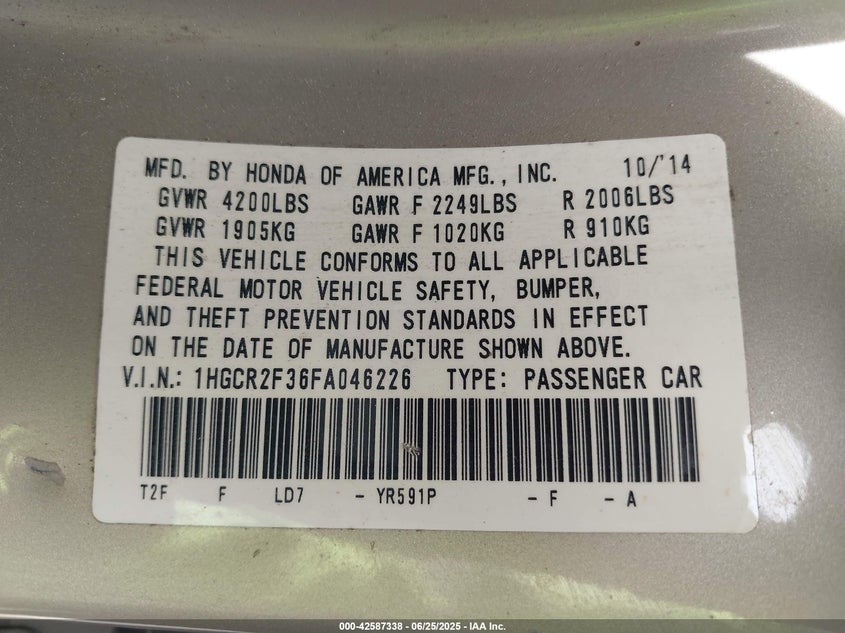 MFD. BY HONDA OF AMERICA MFG., INC. 10/'14
GVWR 4200LBS GAWR F 2249LBS R 2006LBS
GVWR 1905KG GAWR F 1020KG R 910KG
THIS VEHICLE CONFORMS TO ALL APPLICABLE
FEDERAL MOTOR VEHICLE SAFETY, BUMPER,
AND THEFT PREVENTION STANDARDS IN EFFECT
ON THE DATE OF MANUFACTURE SHOWN ABOVE.
V.I.N.: 1HGCR2F36FA046226 TYPE: PASSENGER CAR
T2F F LD7 - YR591P - F - A
000-42587338 - 06/25/2025 - IAA Inc.